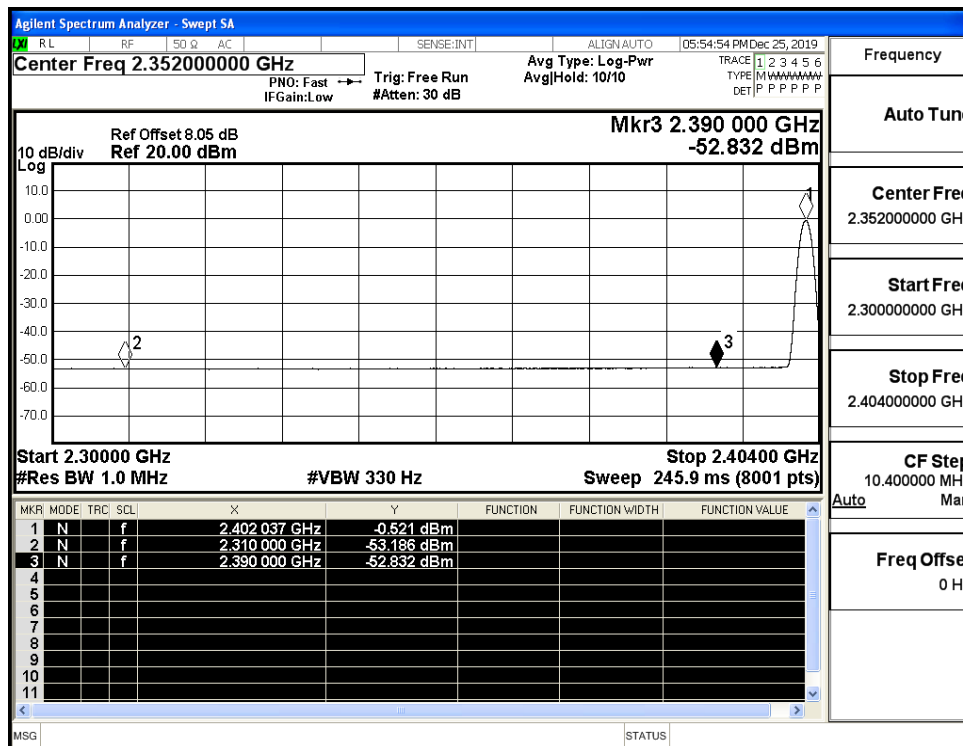 Agilent Spectrum Analyzer - Swept SA
LXI RL RF 50 Ω AC SENSE:INT ALIGN AUTO 05:54:54 PM Dec 25, 2019
Center Freq 2.352000000 GHz
PNO: Fast
IFGain:Low
Trig: Free Run
#Atten: 30 dB
Avg Type: Log-Pwr
Avg|Hold: 10/10
TRACE 1 2 3 4 5 6
TYPE M W W W W W
DET P P P P P P
Ref Offset 8.05 dB
10 dB/div Ref 20.00 dBm
Log
Mkr3 2.390 000 GHz
-52.832 dBm
10.0
0.00
-10.0
-20.0
-30.0
-40.0
-50.0
-60.0
-70.0
1
2
3
Start 2.30000 GHz Stop 2.40400 GHz
#Res BW 1.0 MHz #VBW 330 Hz Sweep 245.9 ms (8001 pts)
MKR MODE TRC SCL X Y FUNCTION FUNCTION WIDTH FUNCTION VALUE
1 N f 2.402 037 GHz -0.521 dBm
2 N f 2.310 000 GHz -53.186 dBm
3 N f 2.390 000 GHz -52.832 dBm
4
5
6
7
8
9
10
11
MSG STATUS
Frequency
Auto Tun
Center Fre
2.352000000 GH
Start Fre
2.300000000 GH
Stop Fre
2.404000000 GH
CF Ste
10.400000 MH
Auto Ma
Freq Offse
0 H